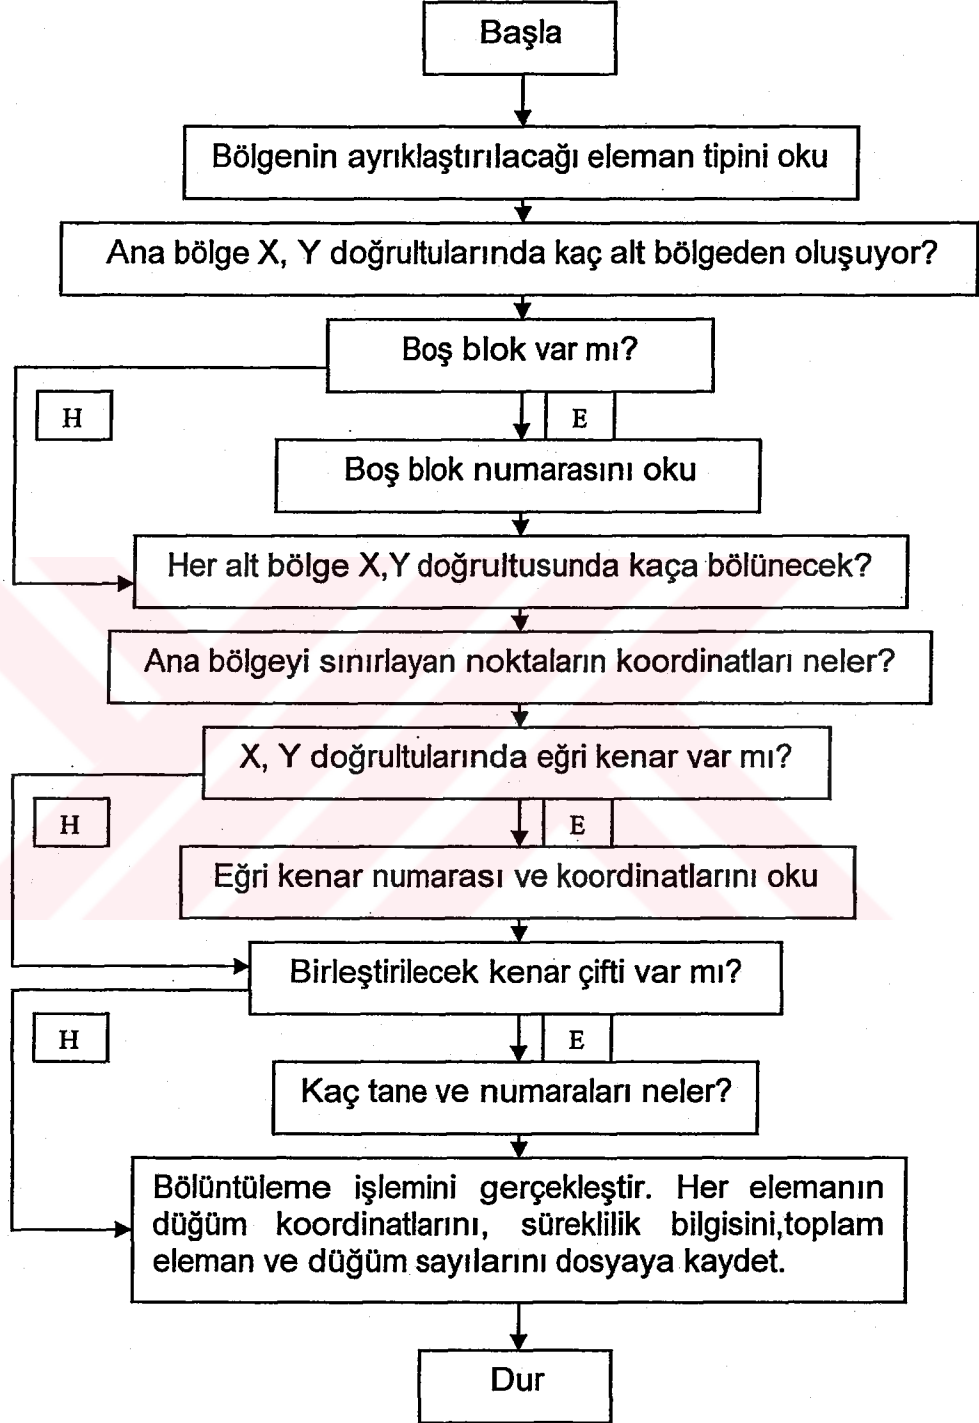 Başla
Bölgenin ayrıklaştırılacağı eleman tipini oku
Ana bölge X, Y doğrultularında kaç alt bölgeden oluşuyor?
Boş blok var mı?
H
E
Boş blok numarasını oku
Her alt bölge X,Y doğrultusunda kaça bölünecek?
Ana bölgeyi sınırlayan noktaların koordinatları neler?
X, Y doğrultularında eğri kenar var mı?
H
E
Eğri kenar numarası ve koordinatlarını oku
Birleştirilecek kenar çifti var mı?
H
E
Kaç tane ve numaraları neler?
Bölüntüleme işlemini gerçekleştir. Her elemanın
düğüm koordinatlarını, süreklilik bilgisini,toplam
eleman ve düğüm sayılarını dosyaya kaydet.
Dur